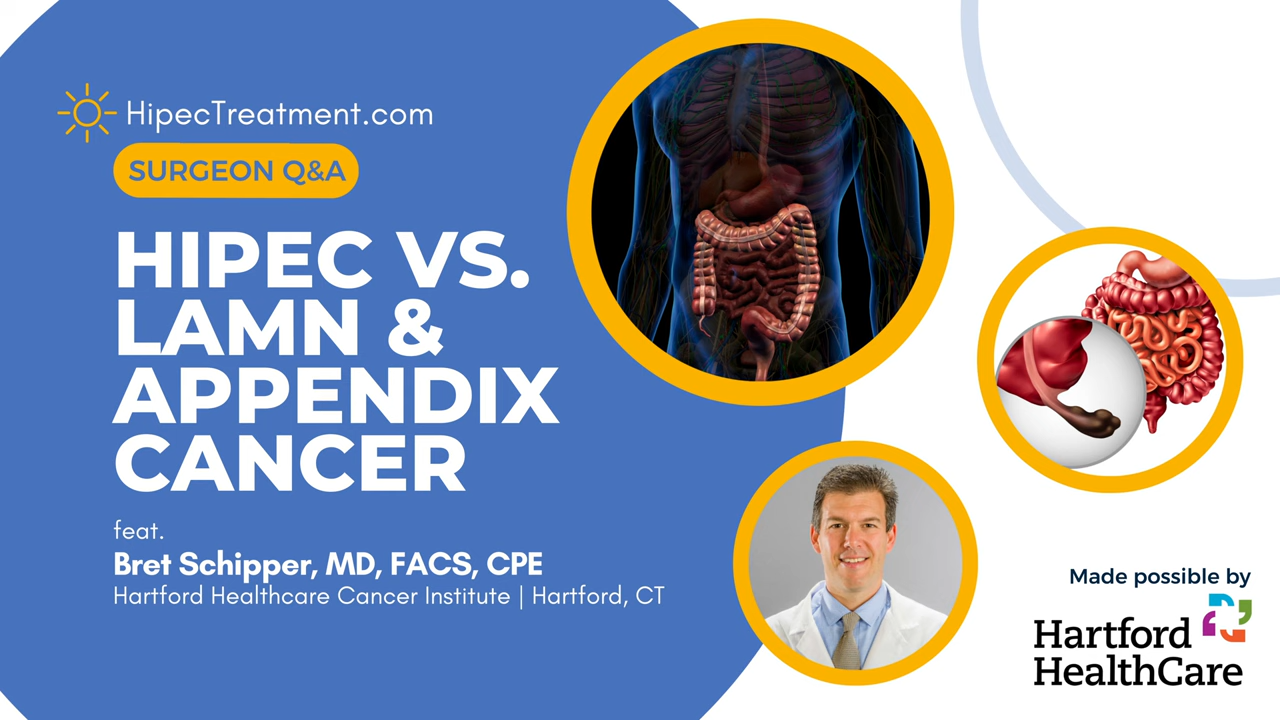 HipecTreatment.com
SURGEON Q&A
HIPEC VS.
LAMN &
APPENDIX
CANCER
feat.
Bret Schipper, MD, FACS, CPE
Hartford Healthcare Cancer Institute | Hartford, CT
Made possible by
Hartford
HealthCare